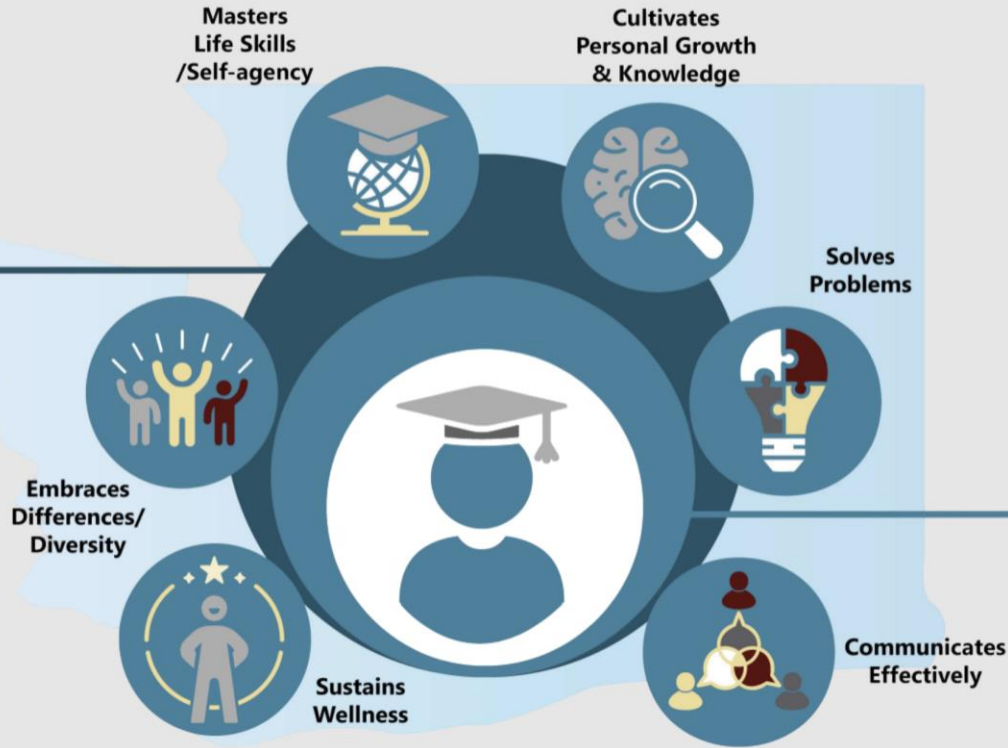 Masters
Life Skills
/Self-agency
Cultivates
Personal Growth
& Knowledge
Solves
Problems
Embraces
Differences/
Diversity
Sustains
Wellness
Communicates
Effectively